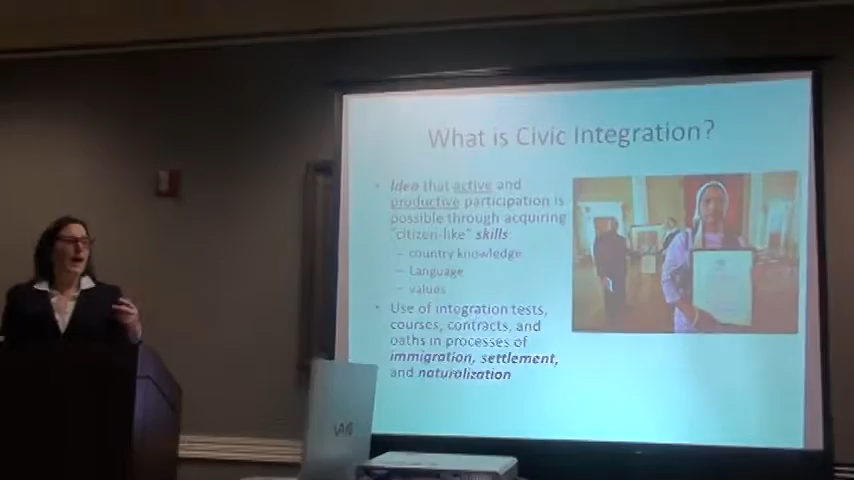 What is Civic Integration?
• Idea that active and
productive participation is
possible through acquiring
"citizen-like" skills:
– country knowledge
– Language
– values
• Use of integration tests,
courses, contracts, and
oaths in processes of
immigration, settlement,
and naturalization